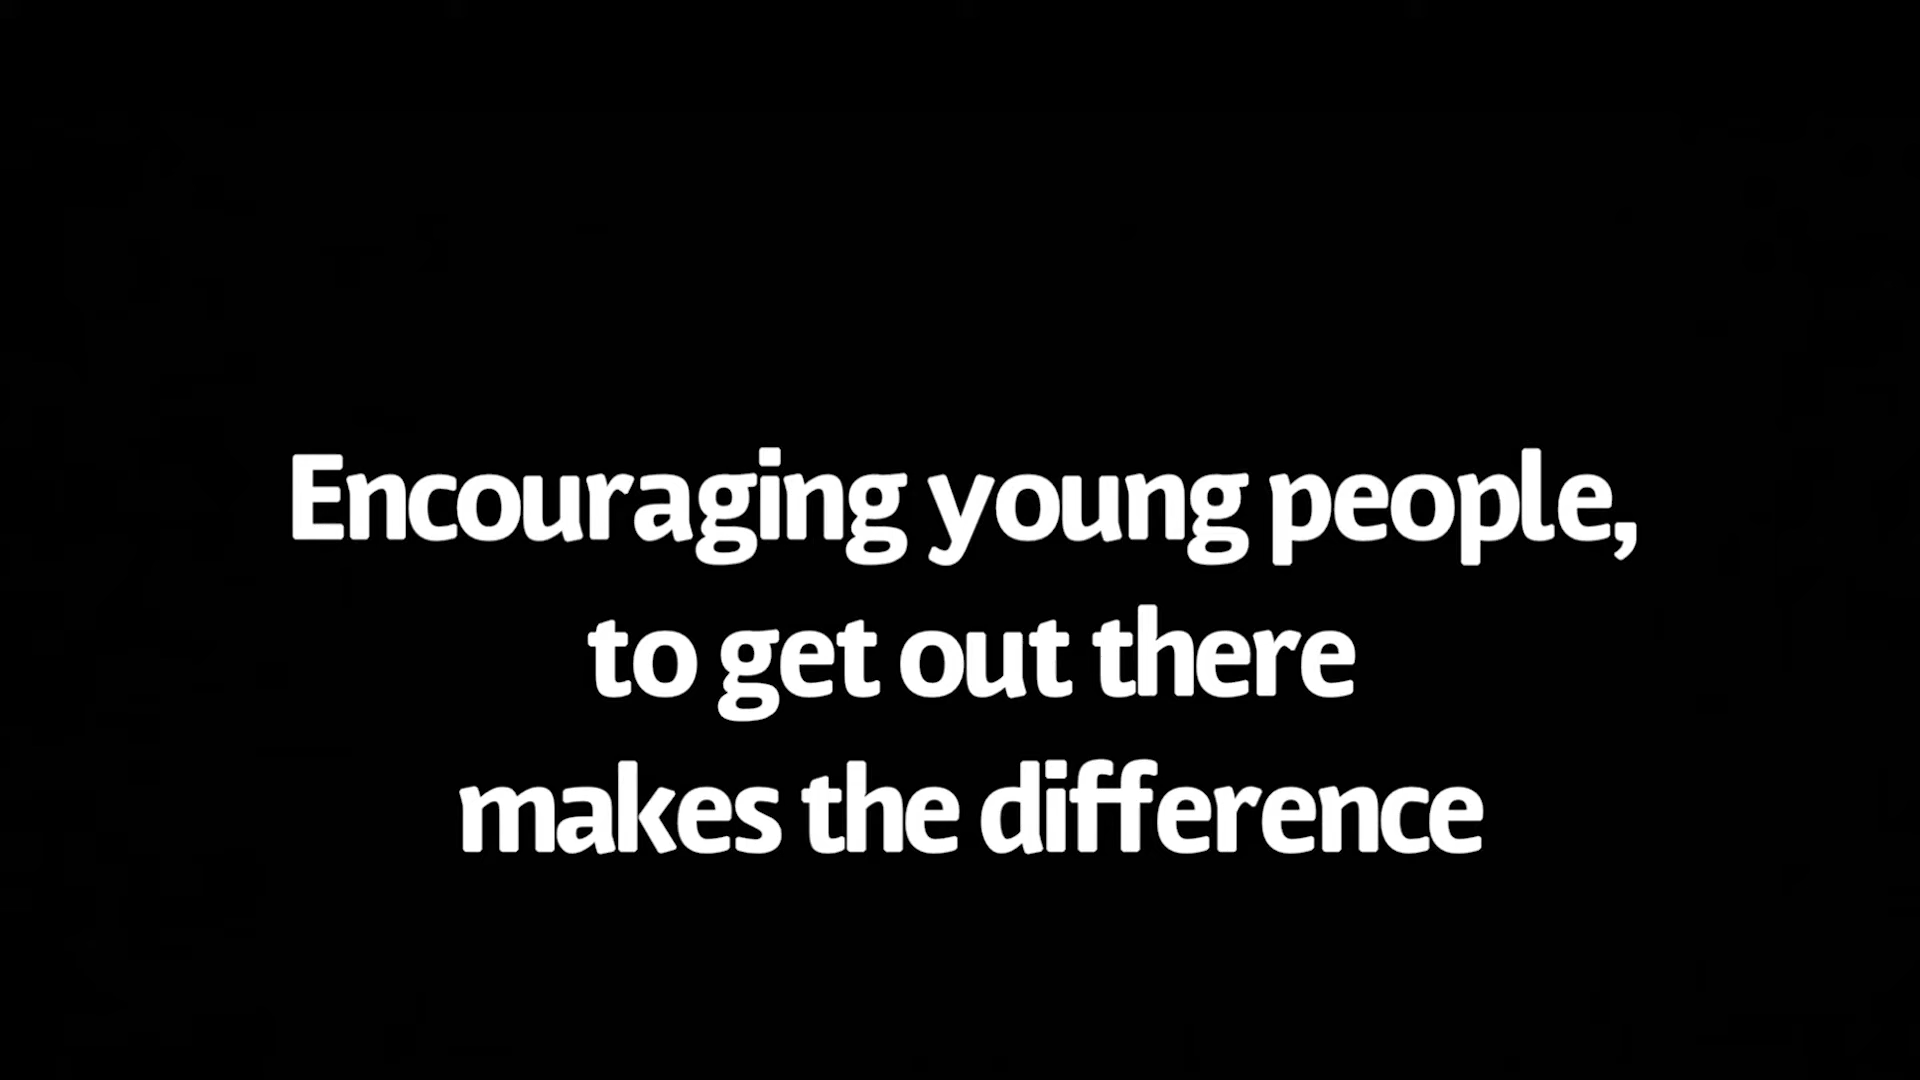 Encouraging young people,
to get out there
makes the difference